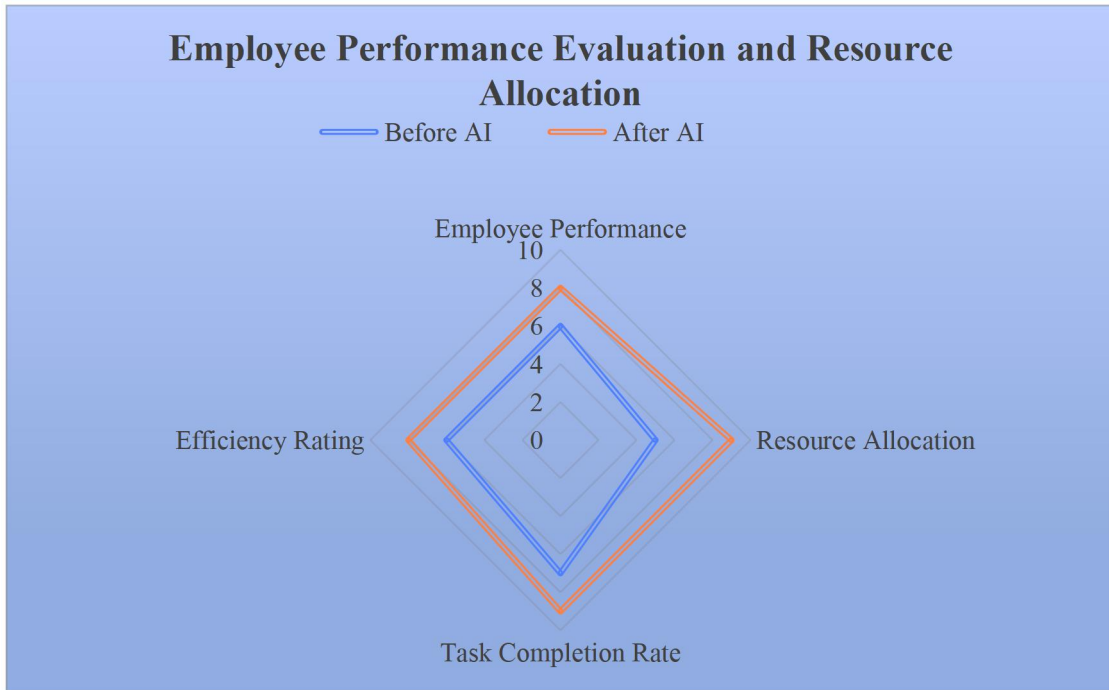 Employee Performance Evaluation and Resource
Allocation
Before AI After AI
Employee Performance
10
8
6
4
2
0
Efficiency Rating
Resource Allocation
Task Completion Rate